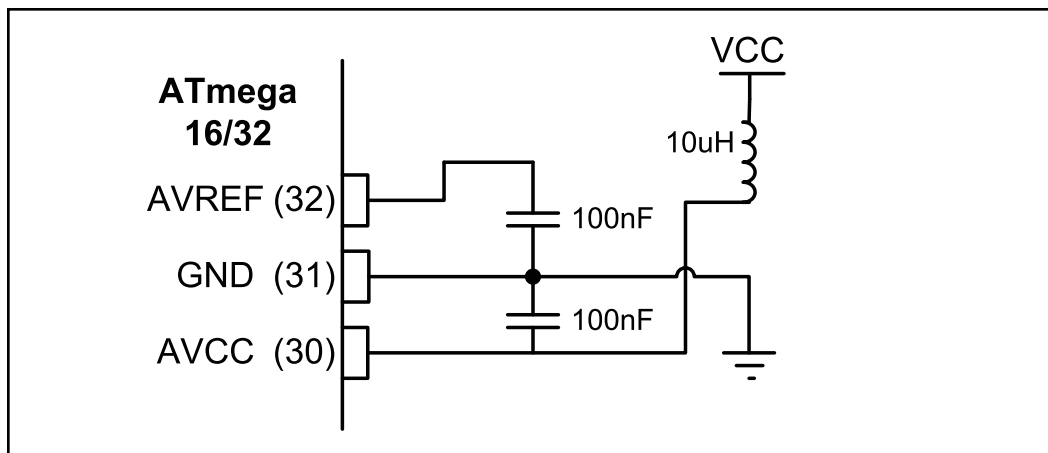 VCC
ATmega
16/32
10uH
AVREF (32)
100nF
GND (31)
100nF
AVCC (30)